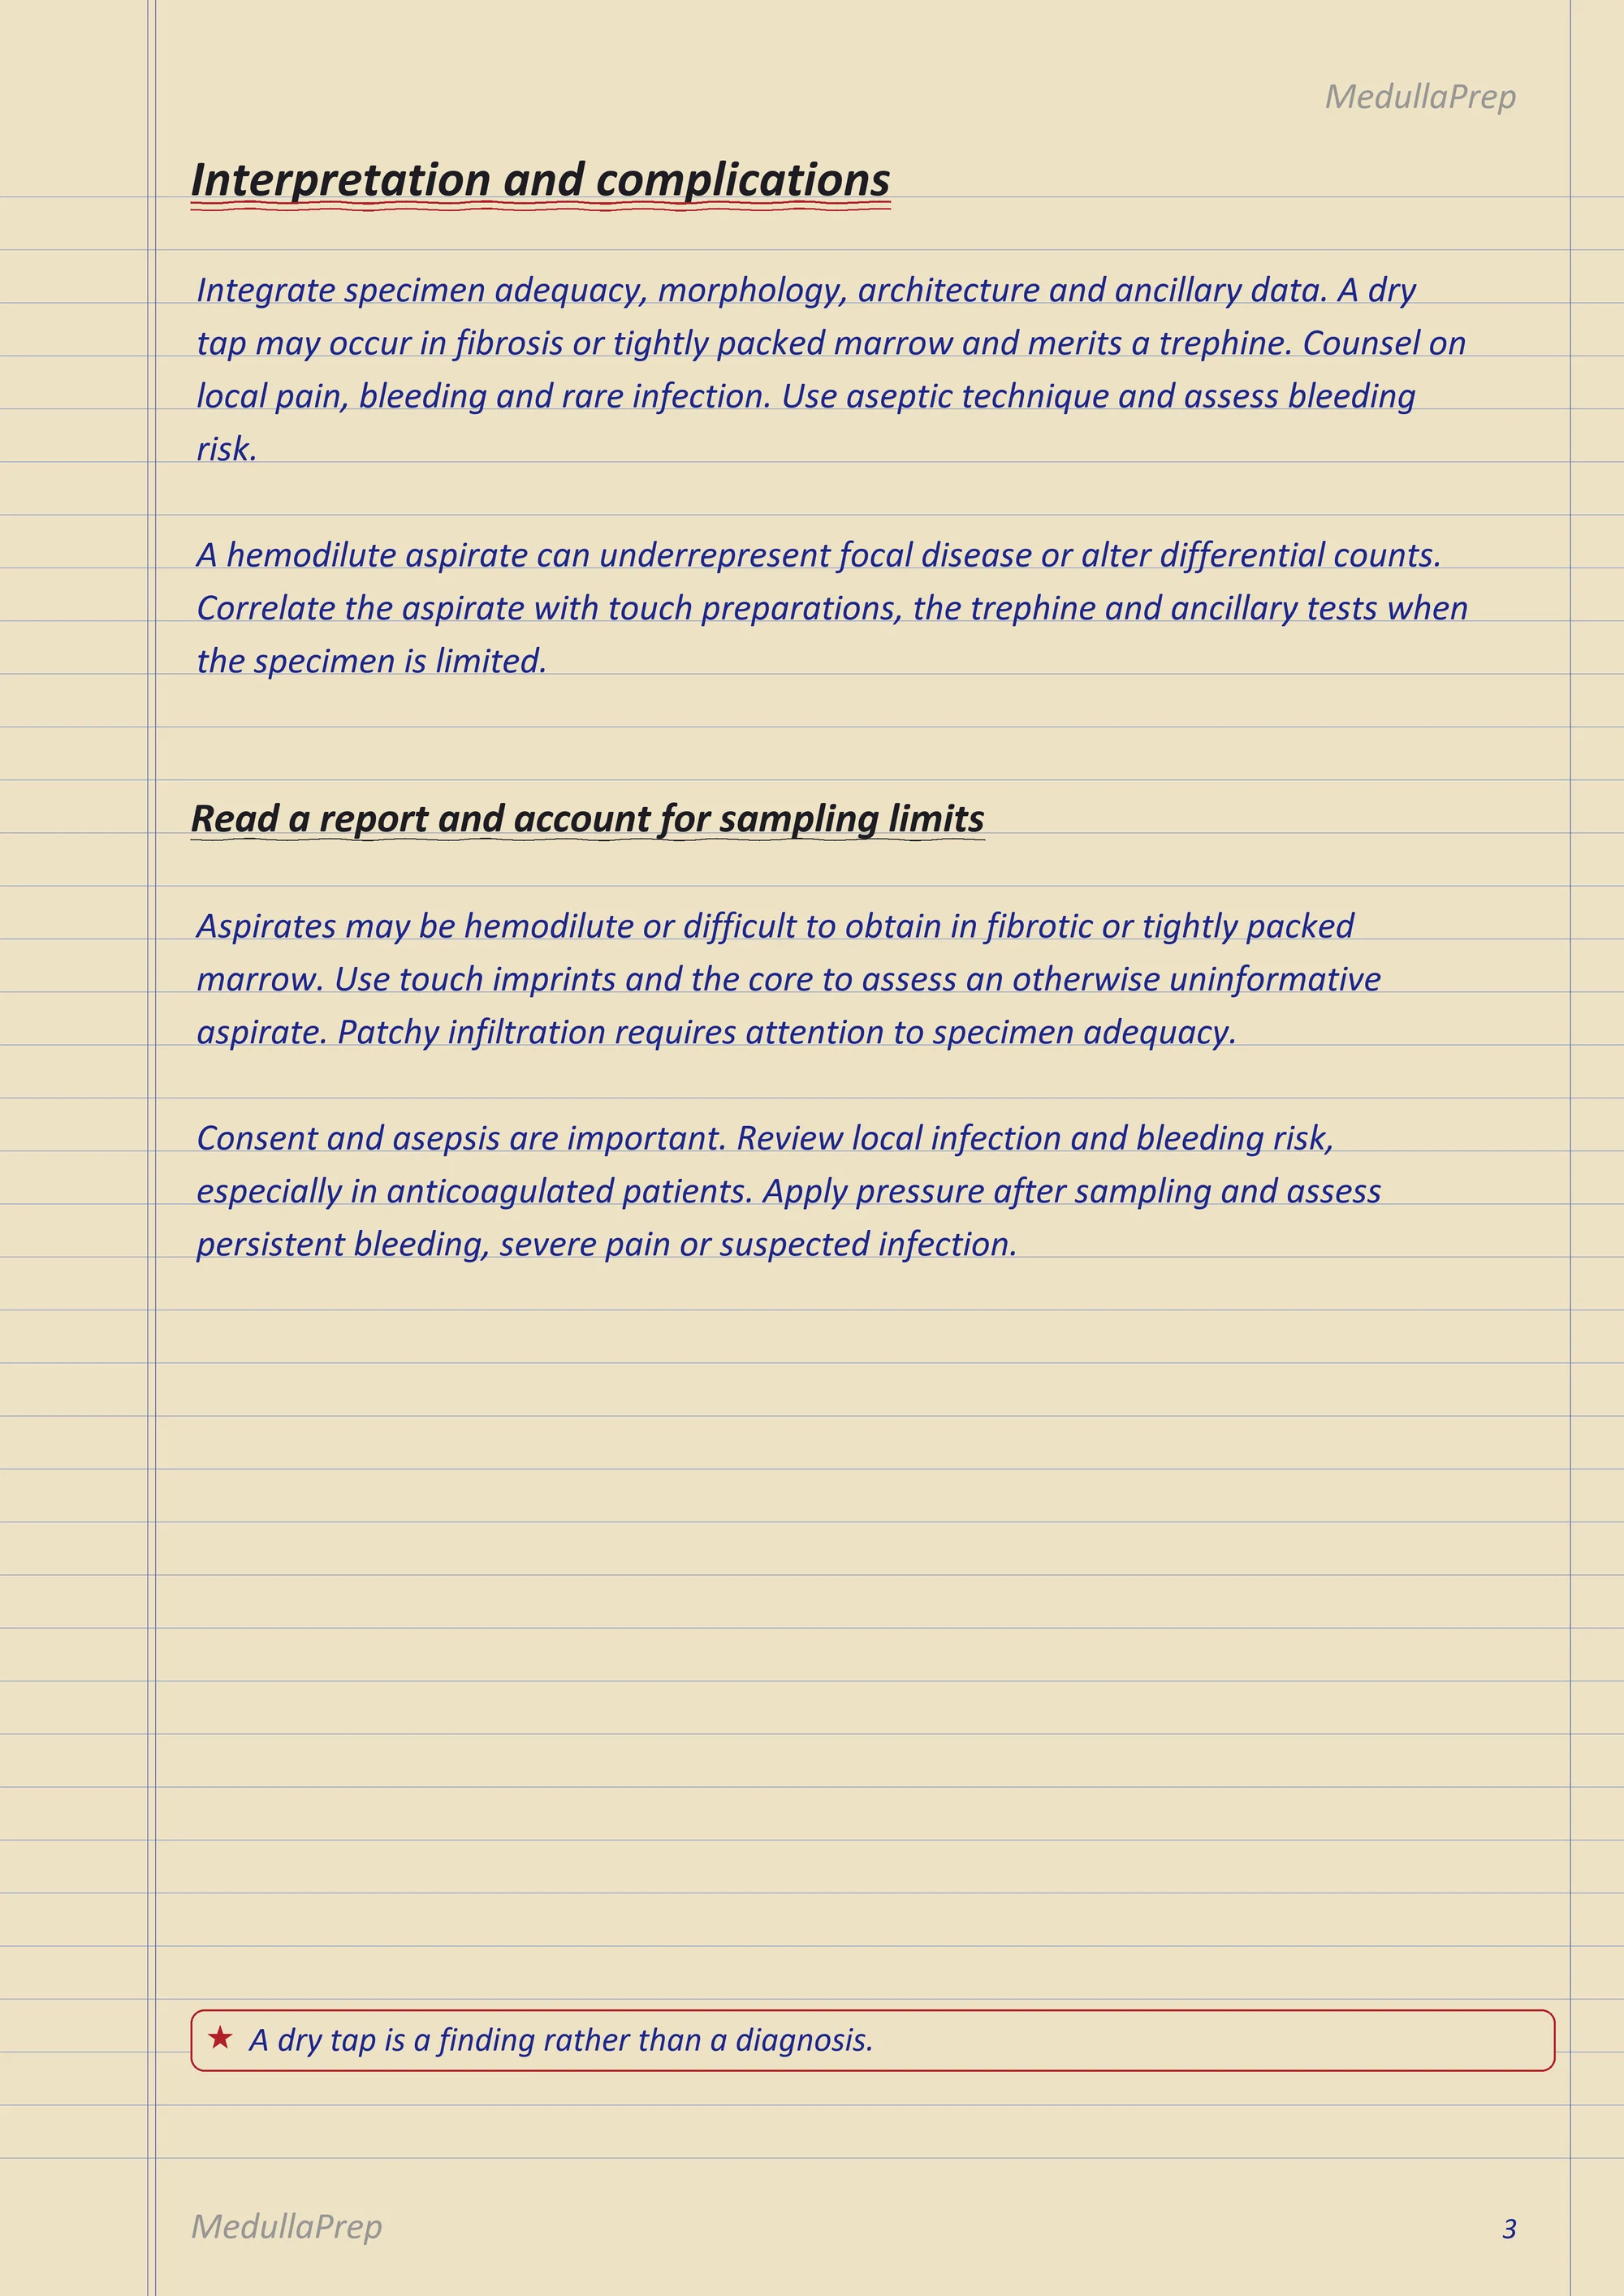 MedullaPrep
Interpretation and complications
Integrate specimen adequacy, morphology, architecture and ancillary data. A dry
tap may occur in fibrosis or tightly packed marrow and merits a trephine. Counsel on
local pain, bleeding and rare infection. Use aseptic technique and assess bleeding
risk.
A hemodilute aspirate can underrepresent focal disease or alter differential counts.
Correlate the aspirate with touch preparations, the trephine and ancillary tests when
the specimen is limited.
Read a report and account for sampling limits
Aspirates may be hemodilute or difficult to obtain in fibrotic or tightly packed
marrow. Use touch imprints and the core to assess an otherwise uninformative
aspirate. Patchy infiltration requires attention to specimen adequacy.
Consent and asepsis are important. Review local infection and bleeding risk,
especially in anticoagulated patients. Apply pressure after sampling and assess
persistent bleeding, severe pain or suspected infection.
★ A dry tap is a finding rather than a diagnosis.
MedullaPrep
3